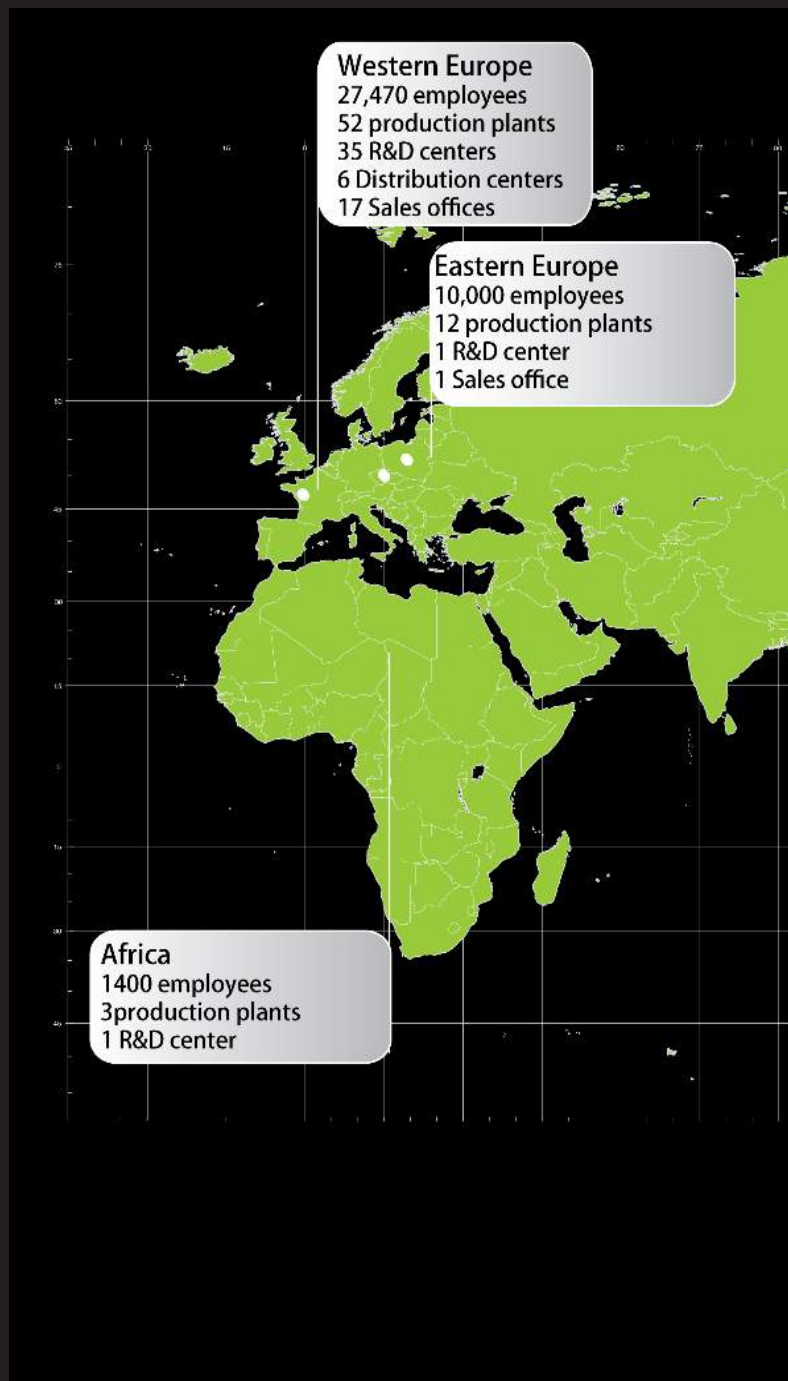 Western Europe
27,470 employees
52 production plants
35 R&D centers
6 Distribution centers
17 Sales offices
Eastern Europe
10,000 employees
12 production plants
1 R&D center
1 Sales office
Africa
1400 employees
3production plants
1 R&D center